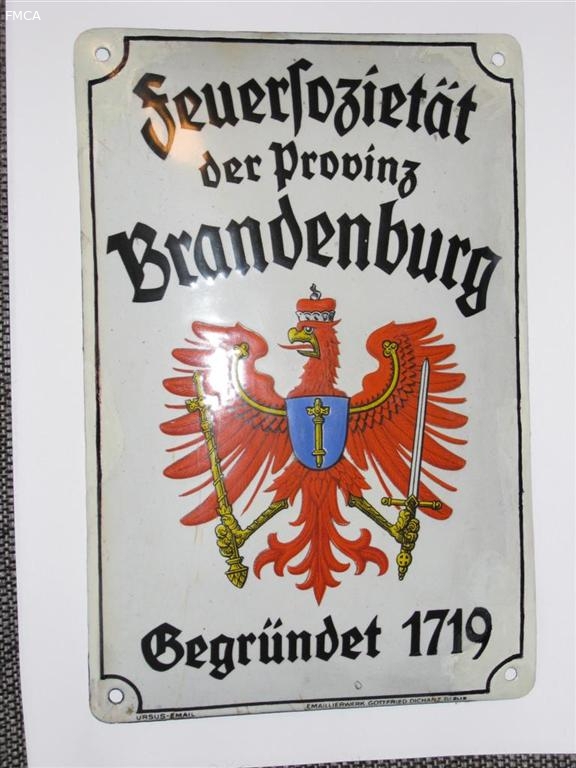 FMCA
Feuerſozietät
der Provinz
Brandenburg
Gegründet 1719
URSUS-EMAIL
EMAILLIERWERK GOTTFRIED DICHANZ BERLIN